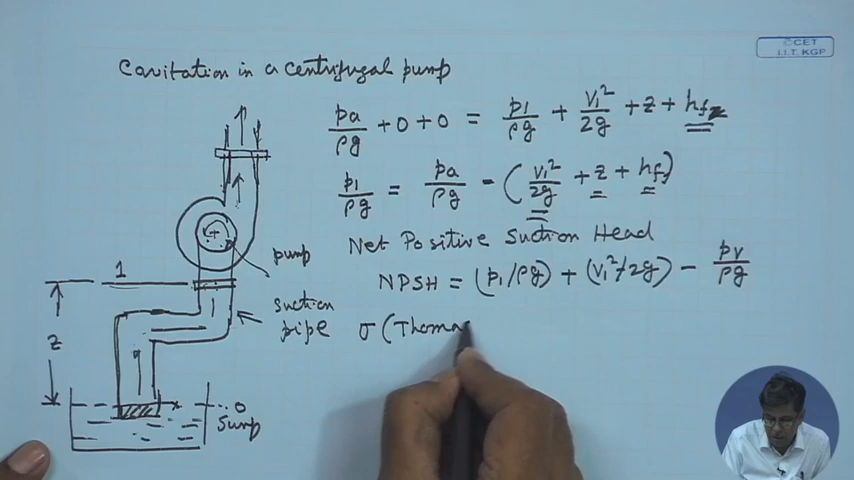 ©CET
I.I.T. KGP
Cavitation in a centrifugal pump
pa/ρg + 0 + 0 = p1/ρg + V1²/2g + z + hf
p1/ρg = pa/ρg - (V1²/2g + z + hf)
Net Positive Suction Head
NPSH = (p1/ρg) + (V1²/2g) - pv/ρg
σ (Thoma
pump
1
suction
pipe
z
0
Sump